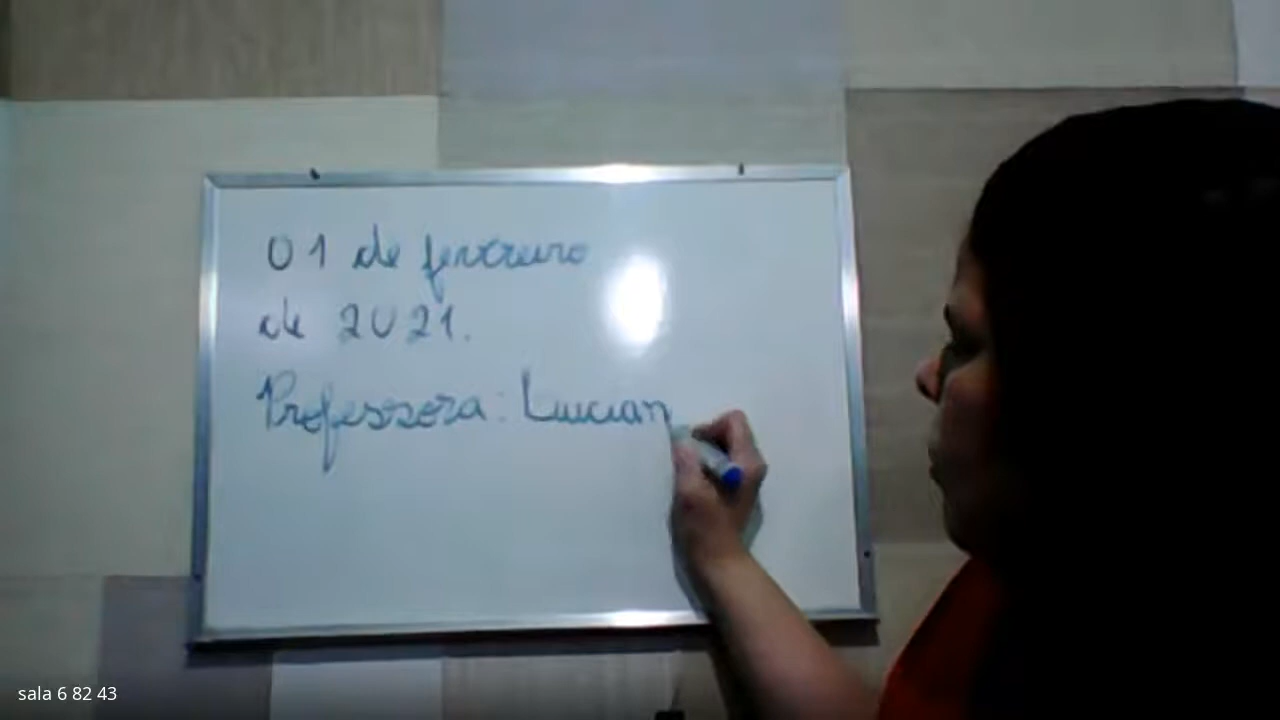 01 de fevereiro
de 2021.
Professora: Lucian
sala 6 82 43